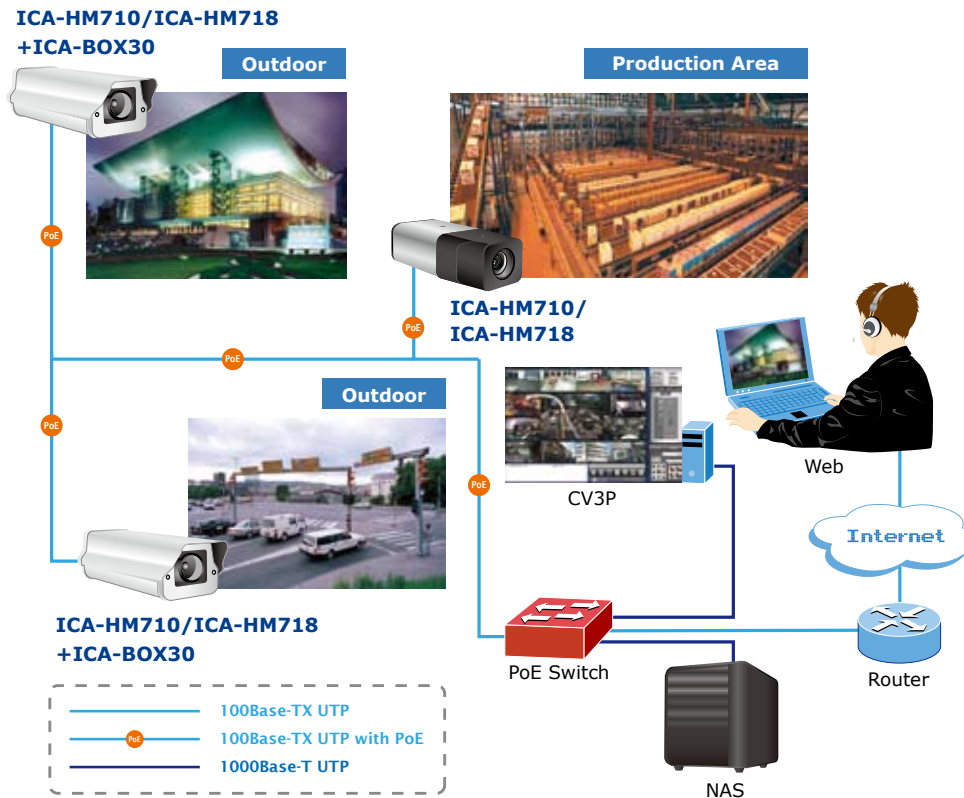 ICA-HM710/ICA-HM718
+ICA-BOX30
Outdoor
Production Area
PoE
ICA-HM710/
ICA-HM718
PoE
PoE
Outdoor
PoE
PoE
CV3P
Web
Internet
ICA-HM710/ICA-HM718
+ICA-BOX30
PoE Switch
Router
NAS
100Base-TX UTP
PoE
100Base-TX UTP with PoE
1000Base-T UTP